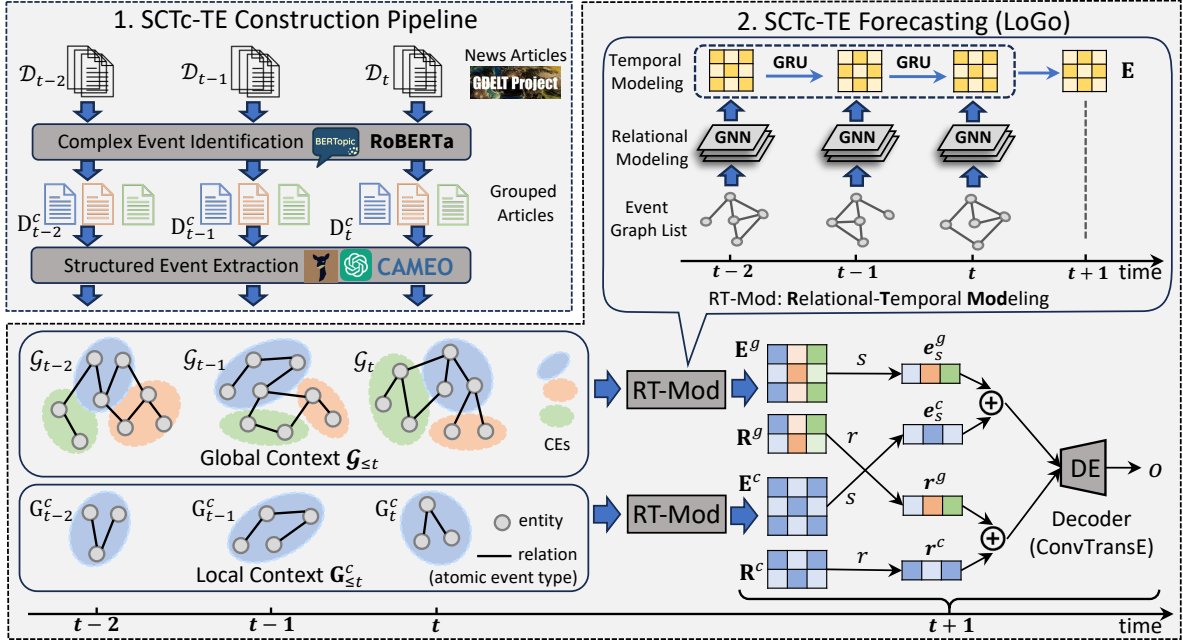 1. SCTc-TE Construction Pipeline
𝒟t−2
𝒟t−1
𝒟t
News Articles
GDELT Project
Complex Event Identification BERTopic RoBERTa
D^c_{t−2}
D^c_{t−1}
D^c_t
Grouped
Articles
Structured Event Extraction CAMEO
2. SCTc-TE Forecasting (LoGo)
Temporal
Modeling
GRU
GRU
E
Relational
Modeling
GNN
GNN
GNN
Event
Graph List
t − 2
t − 1
t
t + 1
time
RT-Mod: Relational-Temporal Modeling
𝒢t−2
𝒢t−1
𝒢t
CEs
Global Context 𝓖≤t
G^c_{t−2}
G^c_{t−1}
G^c_t
entity
relation
(atomic event type)
Local Context G^c_{≤t}
RT-Mod
RT-Mod
E^g
s
e^g_s
R^g
r
e^c_s
E^c
s
r^g
R^c
r
r^c
DE
o
Decoder
(ConvTransE)
t − 2
t − 1
t
t + 1
time